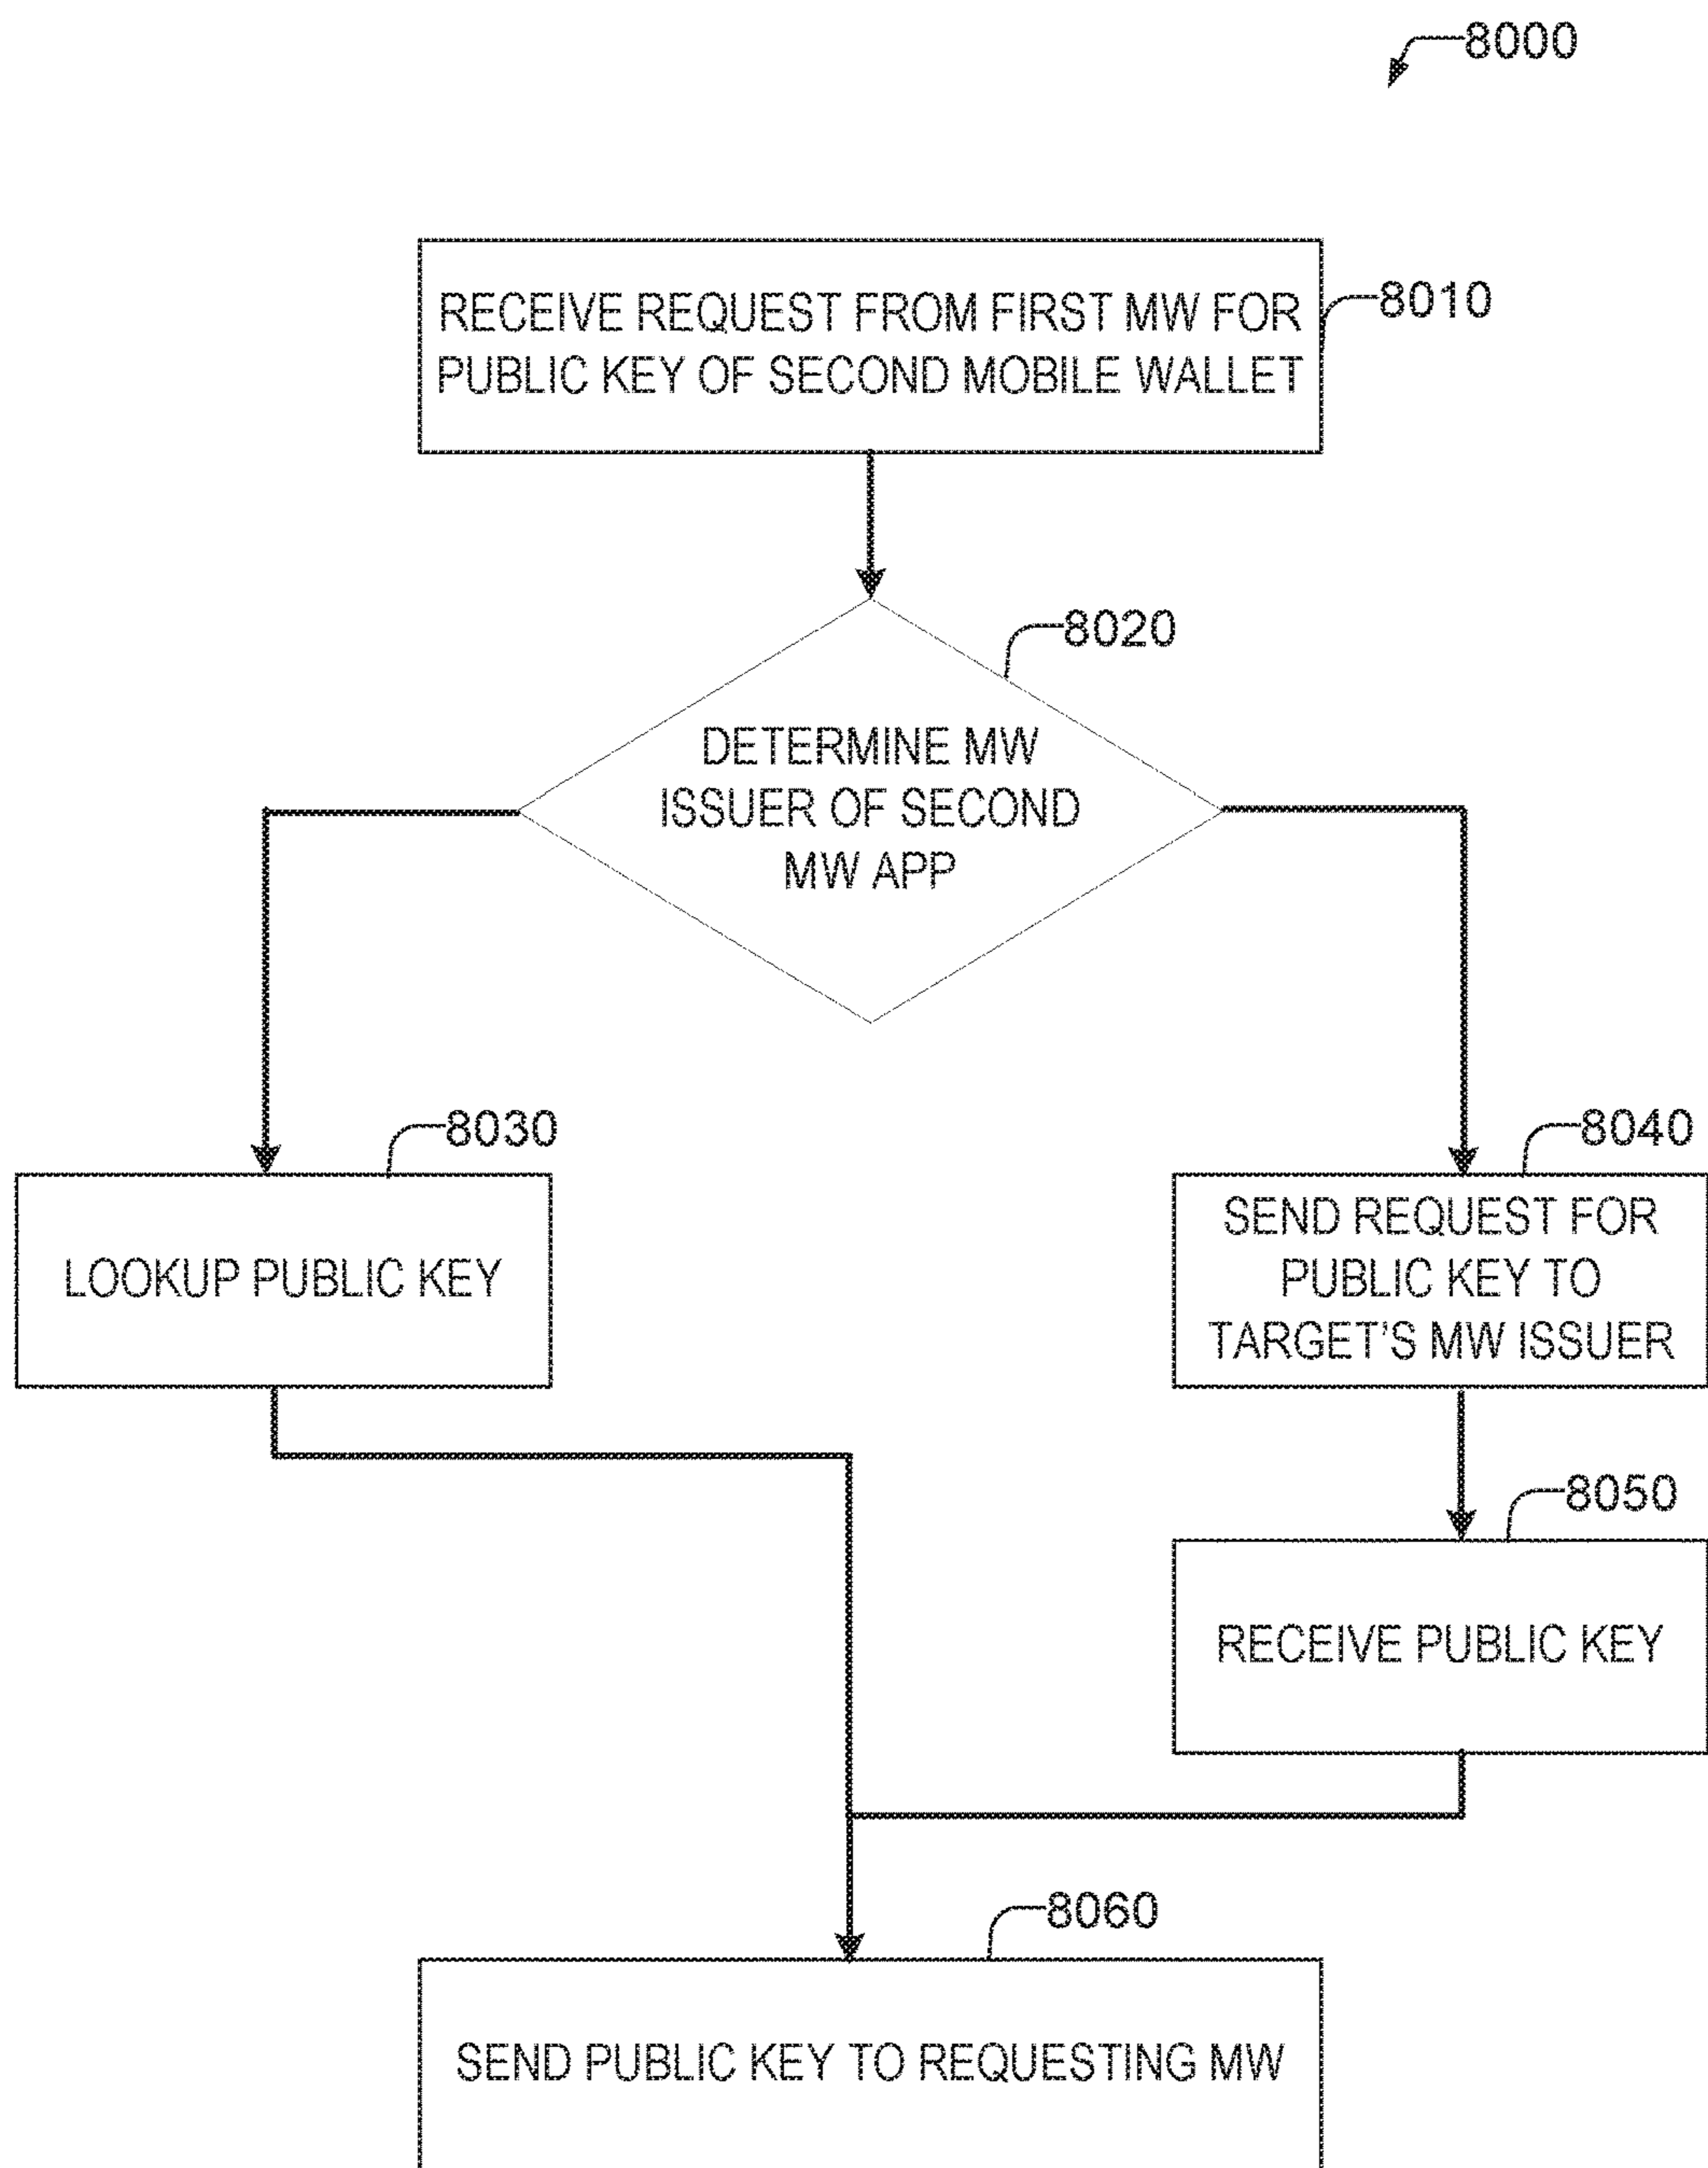 8000
RECEIVE REQUEST FROM FIRST MW FOR
PUBLIC KEY OF SECOND MOBILE WALLET
8010
8020
DETERMINE MW
ISSUER OF SECOND
MW APP
8030
LOOKUP PUBLIC KEY
8040
SEND REQUEST FOR
PUBLIC KEY TO
TARGET'S MW ISSUER
8050
RECEIVE PUBLIC KEY
8060
SEND PUBLIC KEY TO REQUESTING MW